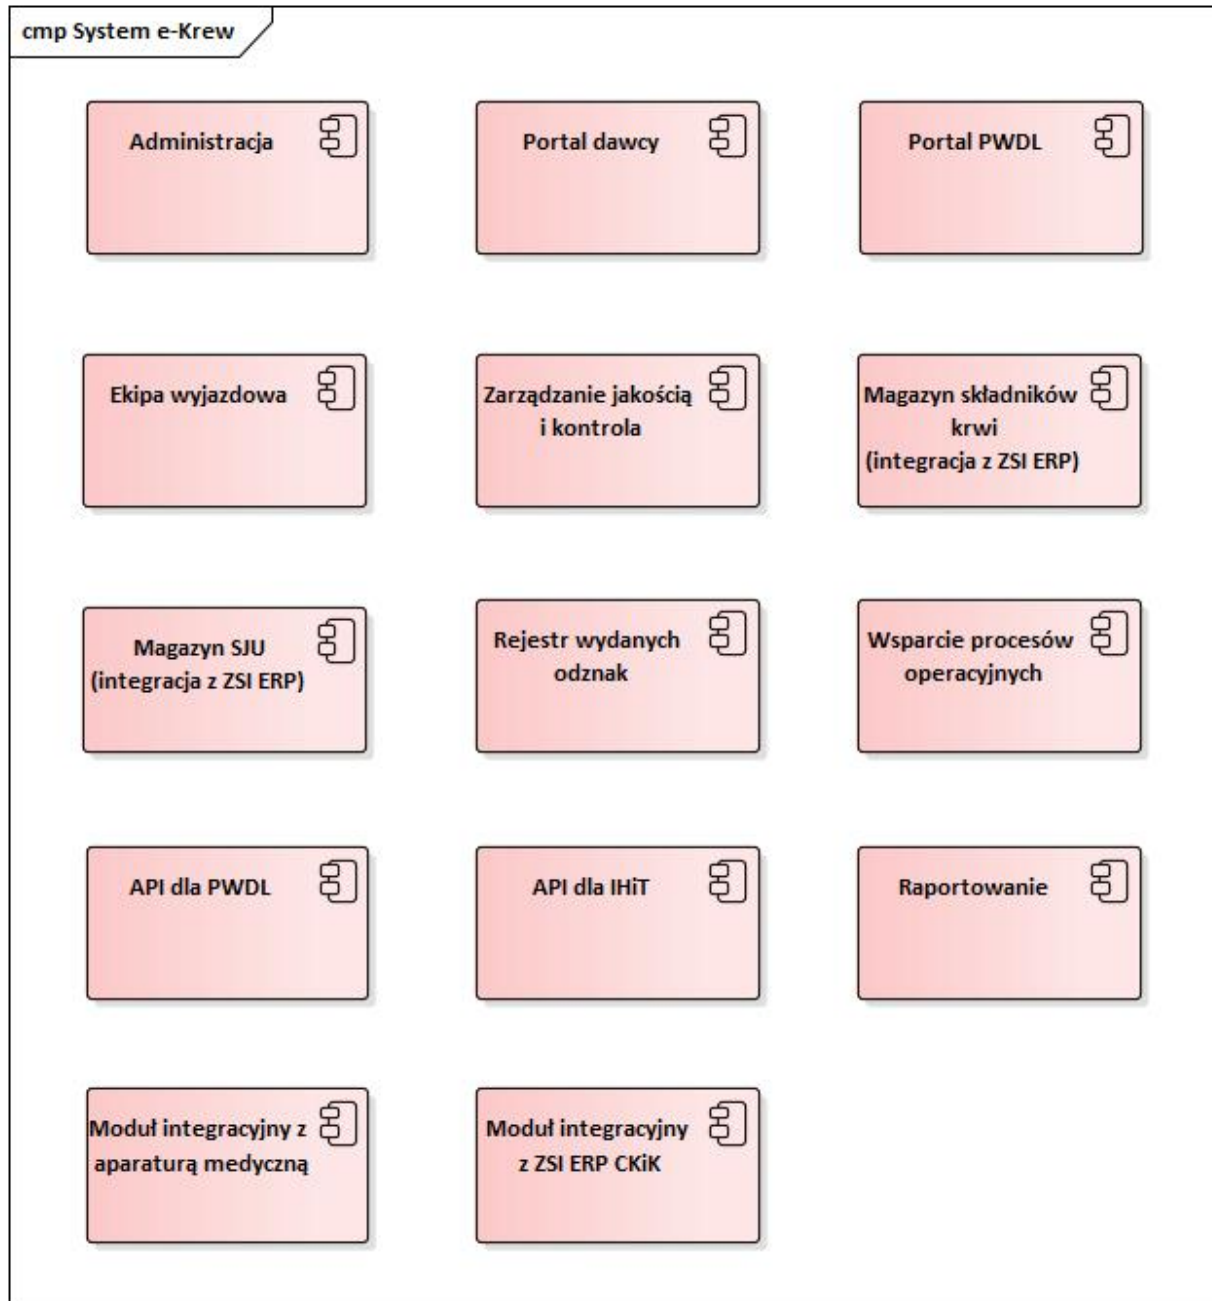 cmp System e-Krew
Administracja
Portal dawcy
Portal PWDL
Ekipa wyjazdowa
Zarządzanie jakością
i kontrola
Magazyn składników
krwi
(integracja z ZSI ERP)
Magazyn SJU
(integracja z ZSI ERP)
Rejestr wydanych
odznak
Wsparcie procesów
operacyjnych
API dla PWDL
API dla IHiT
Raportowanie
Moduł integracyjny z
aparaturą medyczną
Moduł integracyjny
z ZSI ERP CKiK